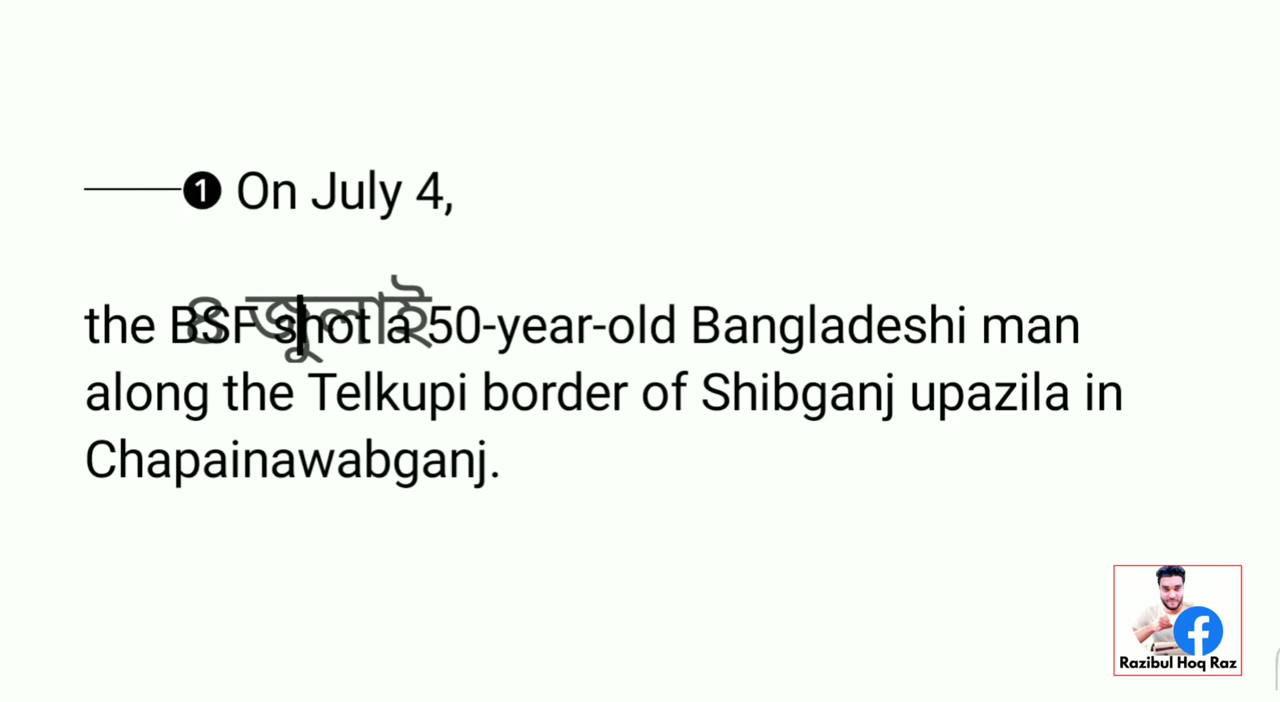 ❶ On July 4,
৪ জুলাই
the BSF shot a 50-year-old Bangladeshi man
along the Telkupi border of Shibganj upazila in
Chapainawabganj.
Razibul Hoq Raz